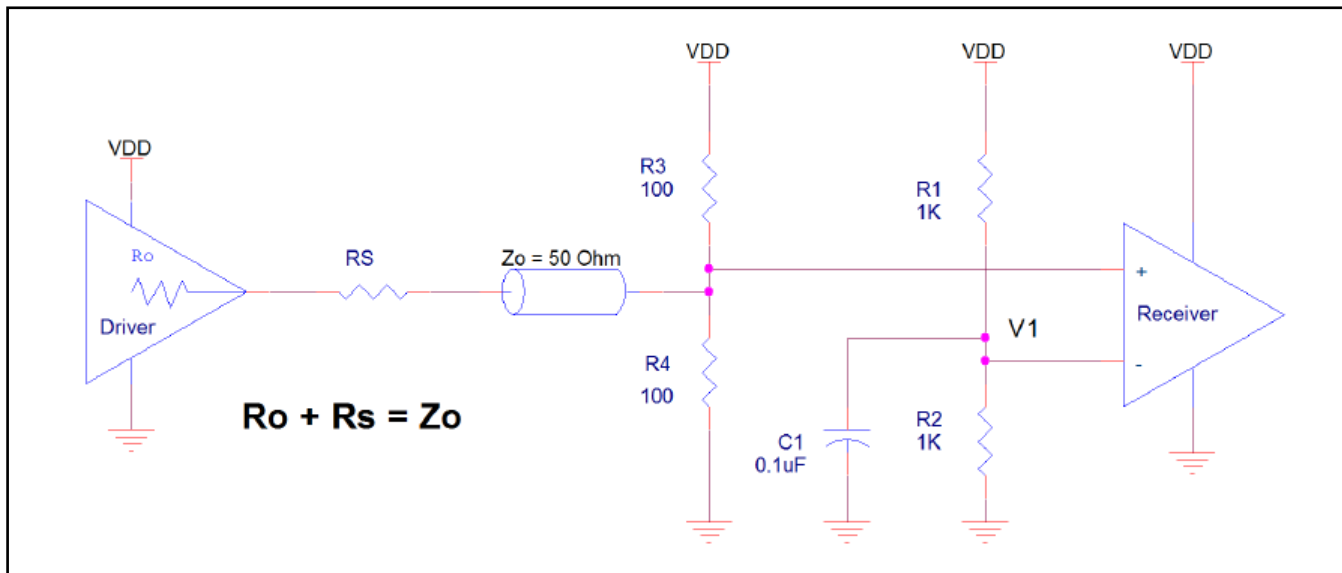 VDD
VDD
VDD
VDD
R3
100
R1
1K
Ro
RS
Zo = 50 Ohm
+
Driver
Receiver
V1
R4
100
-
Ro + Rs = Zo
C1
0.1uF
R2
1K